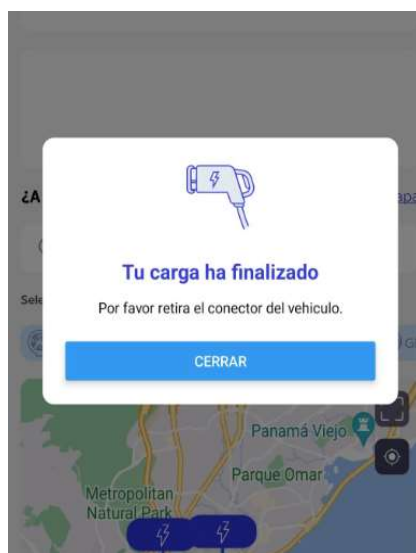 ¿A
Tu carga ha finalizado
Sele
Por favor retira el conector del vehiculo.
CERRAR
Panamá Viejo
Parque Omar
Metropolitan
Natural Park